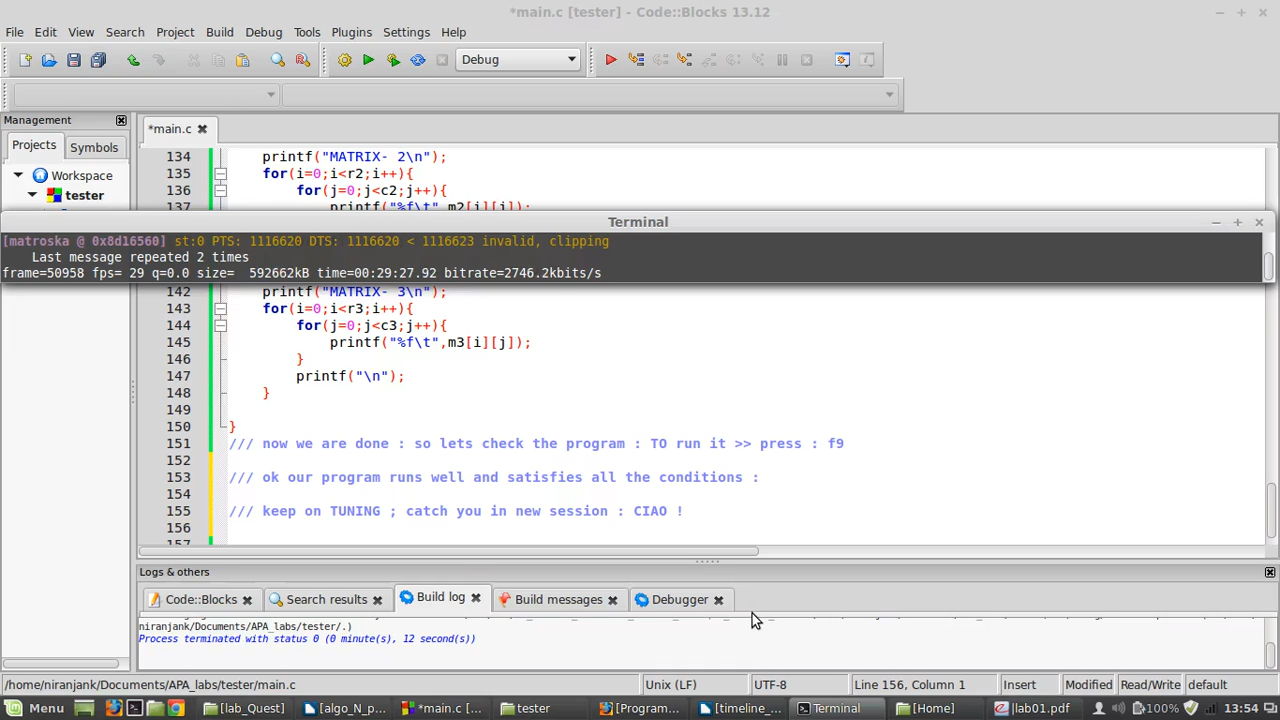 *main.c [tester] - Code::Blocks 13.12
File Edit View Search Project Build Debug Tools Plugins Settings Help
Debug
Management
*main.c
Projects Symbols
Workspace
tester
134 printf("MATRIX- 2\n");
135 for(i=0;i<r2;i++){
136 for(j=0;j<c2;j++){
137 printf("%f\t",m2[i][j]);
Terminal
[matroska @ 0x8d16560] st:0 PTS: 1116620 DTS: 1116620 < 1116623 invalid, clipping
Last message repeated 2 times
frame=50958 fps= 29 q=0.0 size= 592662kB time=00:29:27.92 bitrate=2746.2kbits/s
142 printf("MATRIX- 3\n");
143 for(i=0;i<r3;i++){
144 for(j=0;j<c3;j++){
145 printf("%f\t",m3[i][j]);
146 }
147 printf("\n");
148 }
149
150 }
151 /// now we are done : so lets check the program : TO run it >> press : f9
152
153 /// ok our program runs well and satisfies all the conditions :
154
155 /// keep on TUNING ; catch you in new session : CIAO !
156
157
Logs & others
Code::Blocks Search results Build log Build messages Debugger
niranjank/Documents/APA_labs/tester/.)
Process terminated with status 0 (0 minute(s), 12 second(s))
/home/niranjank/Documents/APA_labs/tester/main.c Unix (LF) UTF-8 Line 156, Column 1 Insert Modified Read/Write default
Menu [lab_Quest] [algo_N_p... *main.c [... tester [Program... [timeline_... Terminal [Home] [lab01.pdf 100% 13:54